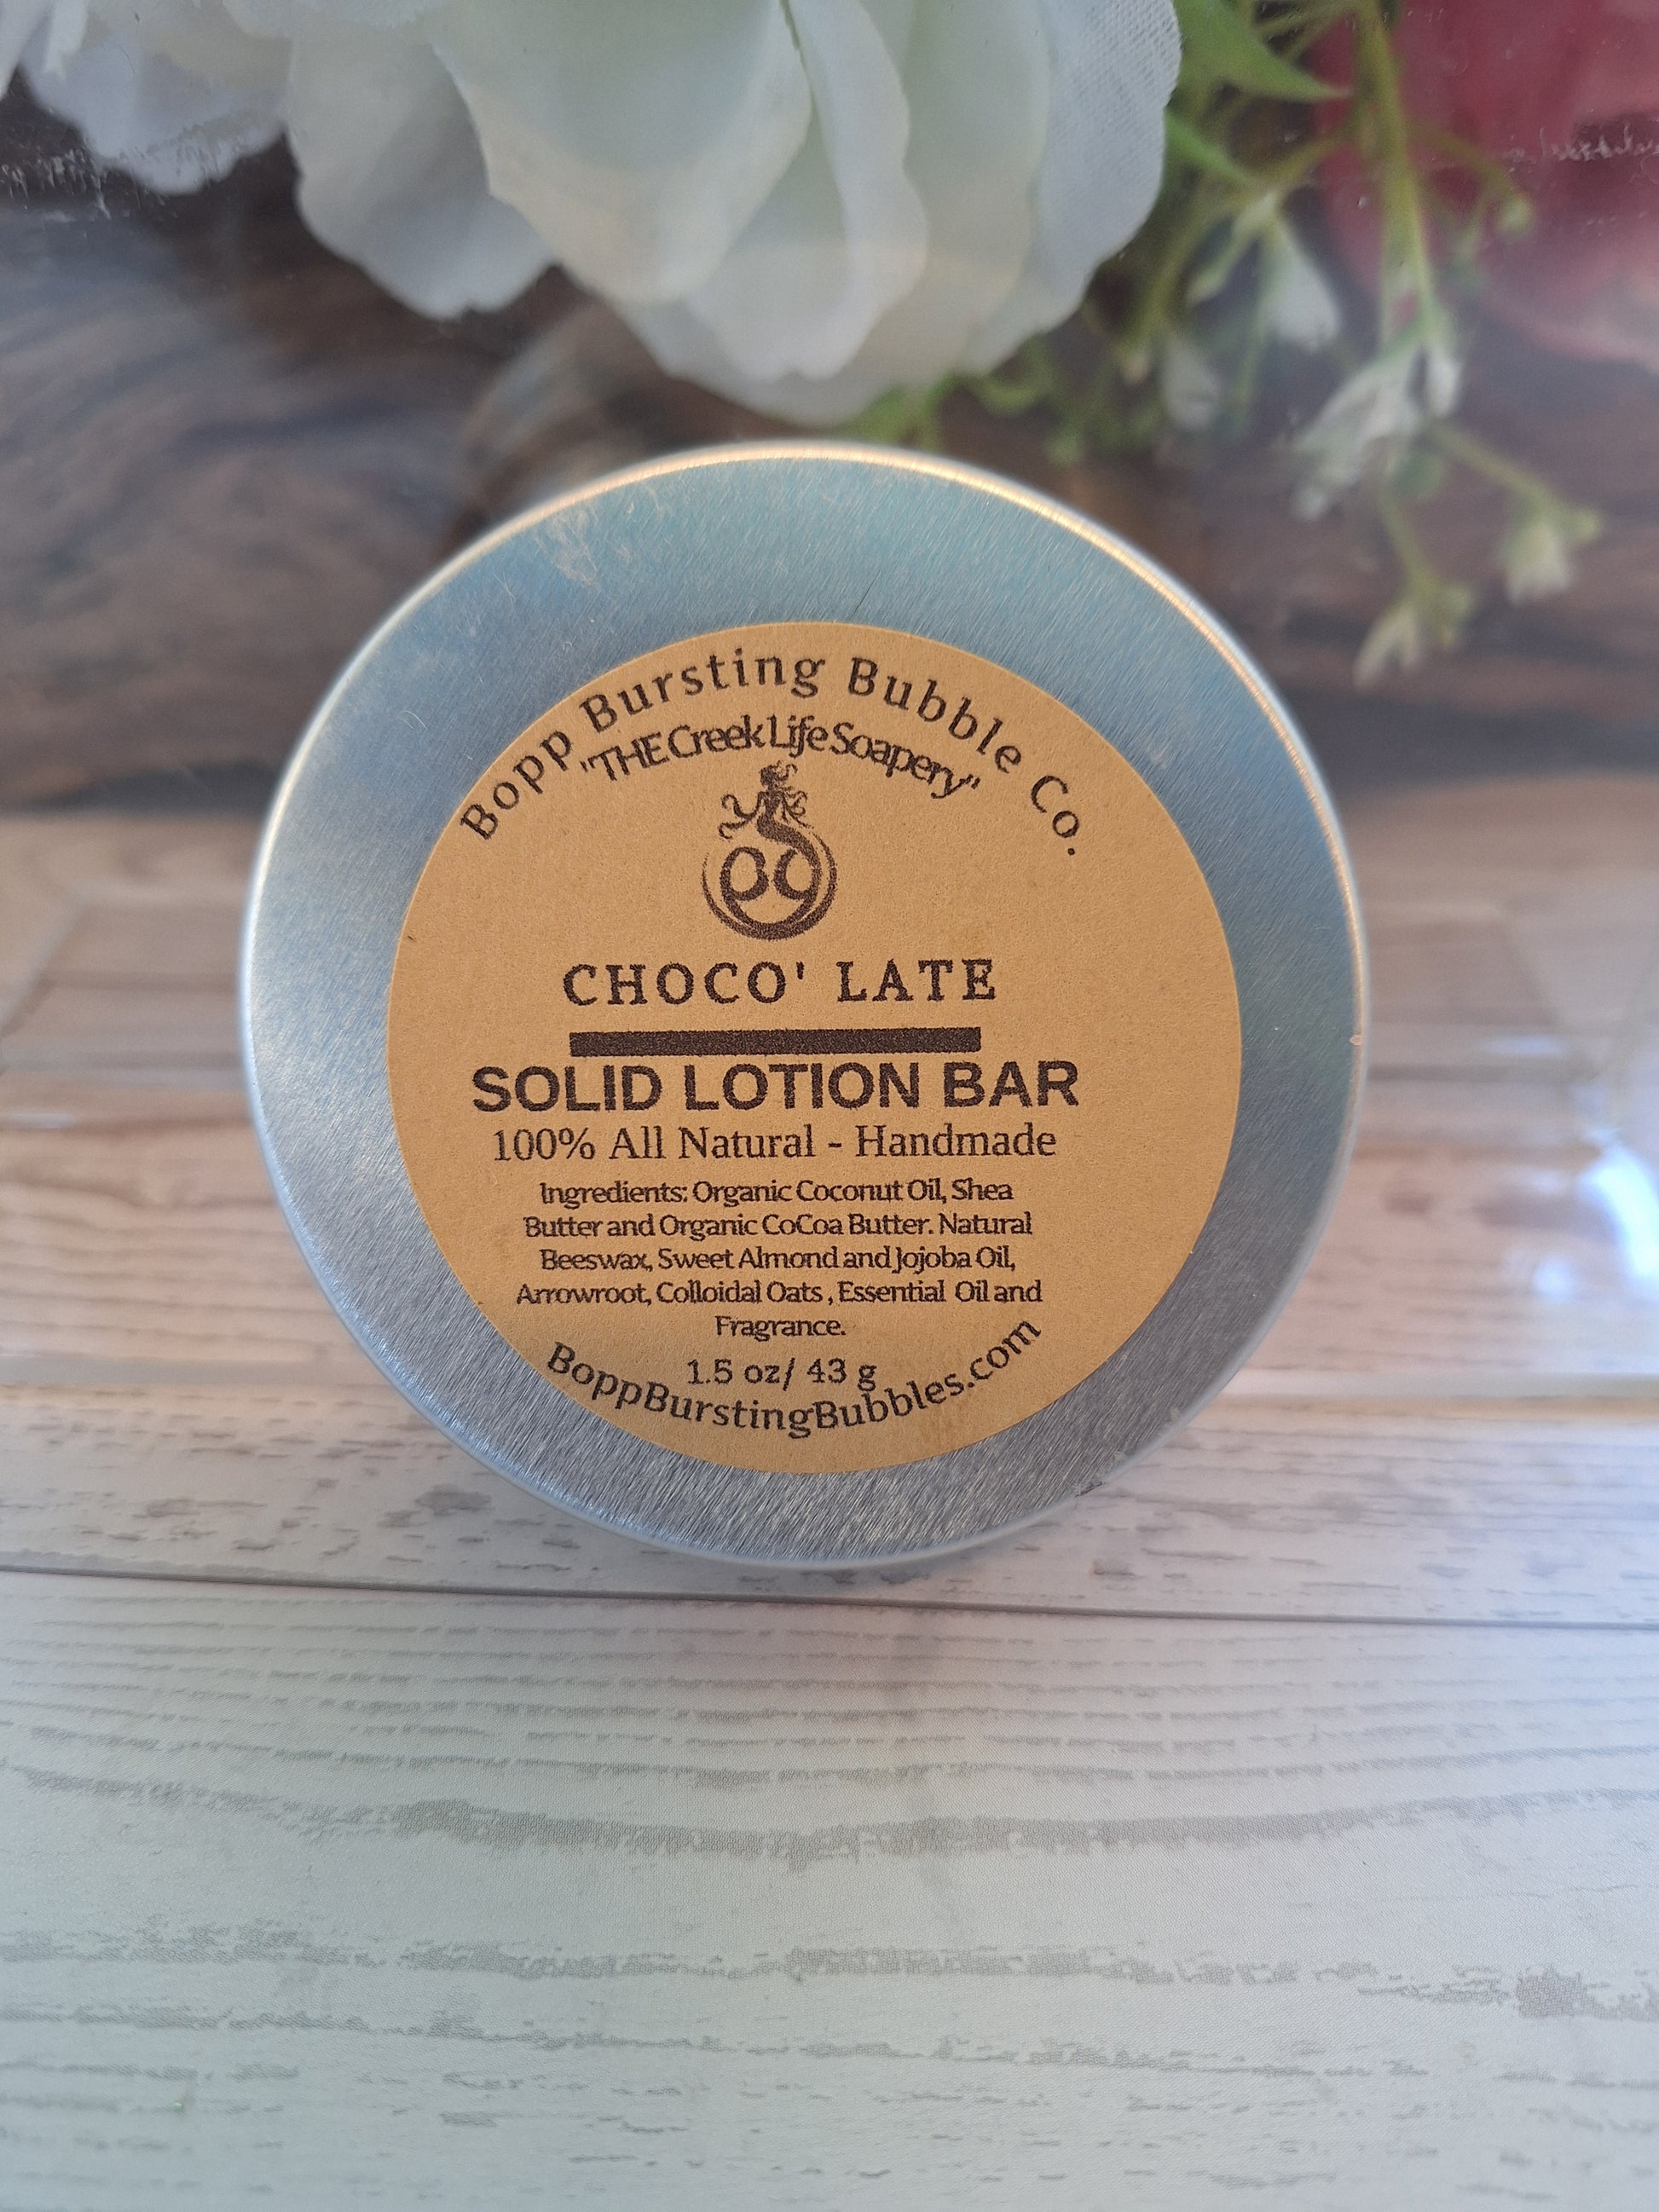 Bopp Bursting Bubble Co.
"THE Creek Life Soapery"
CHOCO' LATE
SOLID LOTION BAR
100% All Natural - Handmade
Ingredients: Organic Coconut Oil, Shea
Butter and Organic CoCoa Butter. Natural
Beeswax, Sweet Almond and Jojoba Oil,
Arrowroot, Colloidal Oats , Essential Oil and
Fragrance.
1.5 oz/ 43 g
BoppBurstingBubbles.com